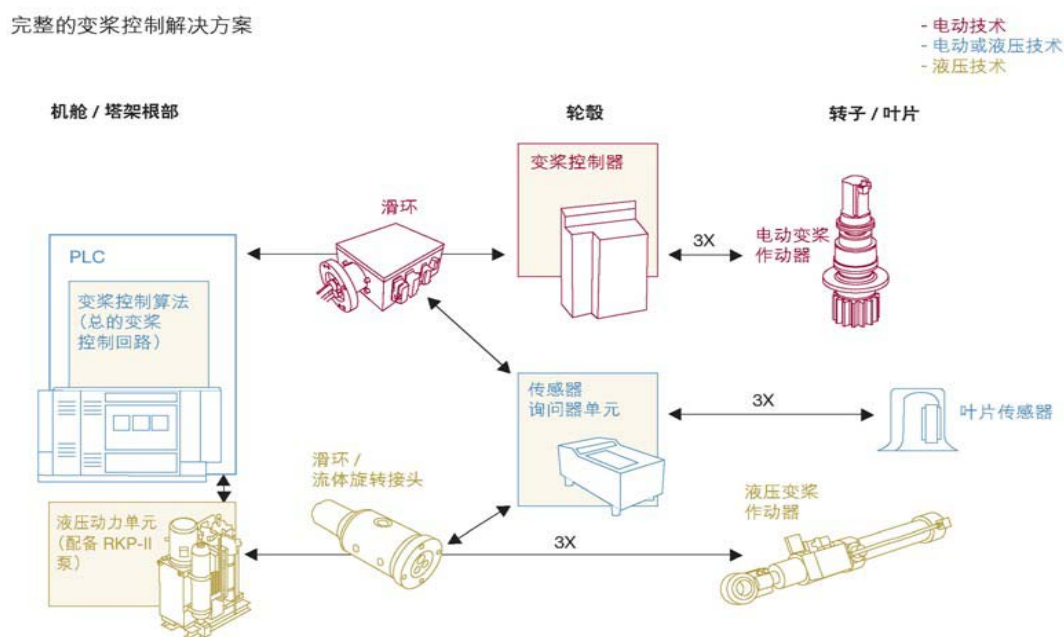 完整的变桨控制解决方案
- 电动技术
- 电动或液压技术
- 液压技术
机舱 / 塔架根部
轮毂
转子 / 叶片
变桨控制器
滑环
PLC
3X
电动变桨
作动器
变桨控制算法
(总的变桨
控制回路)
传感器
询问器单元
3X
叶片传感器
滑环 /
流体旋转接头
液压变桨
作动器
液压动力单元
(配备 RKP-II
泵)
3X